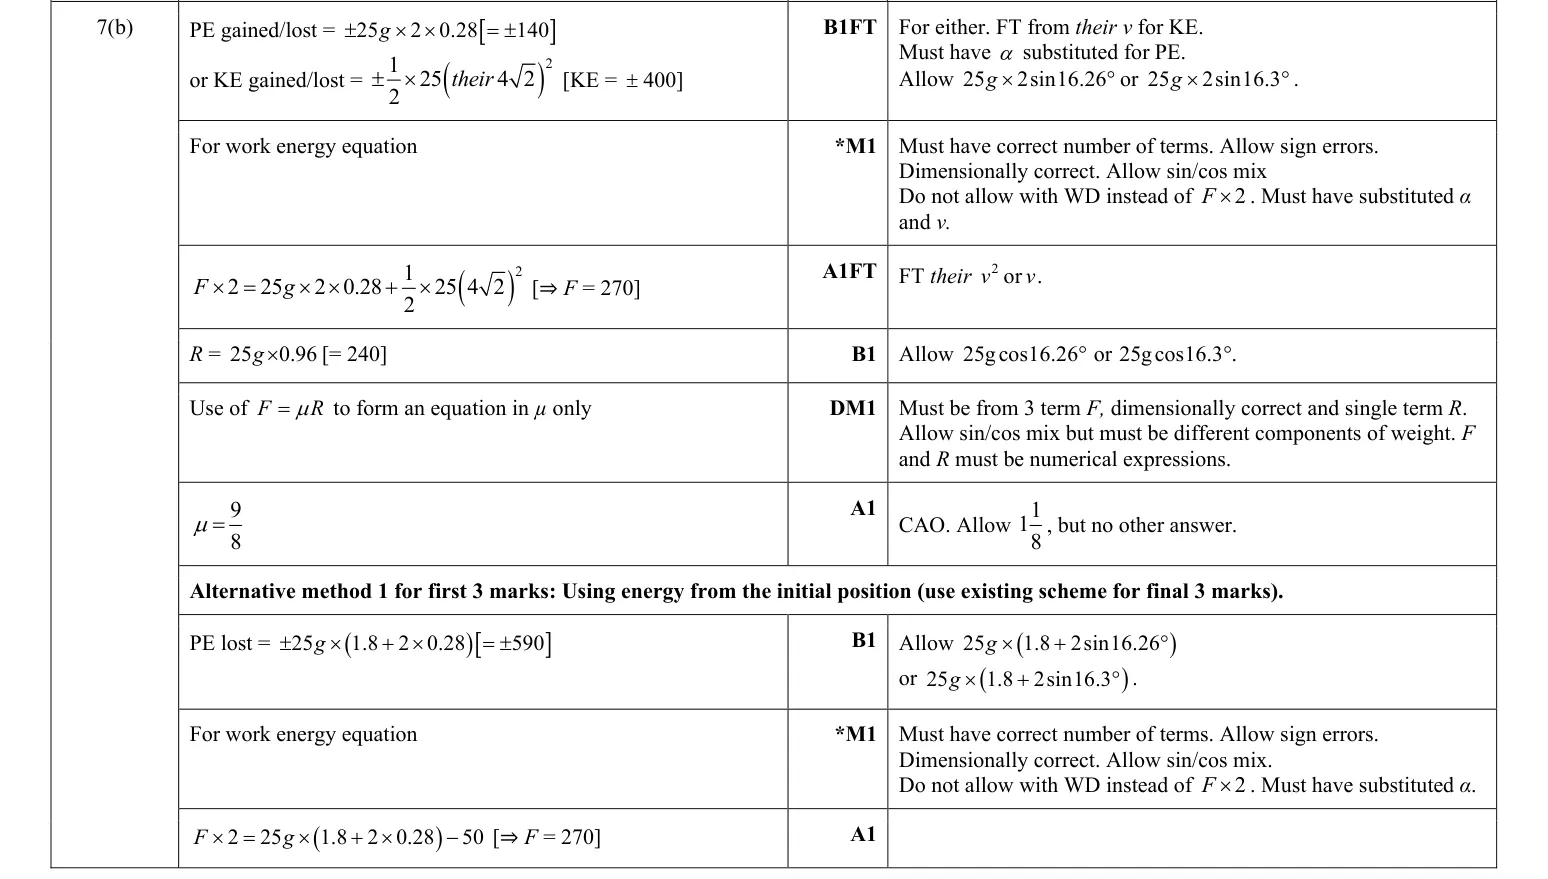 7(b)
PE gained/lost = ±25g × 2 × 0.28[= ±140]
B1FT
For either. FT from their v for KE.
Must have α substituted for PE.
or KE gained/lost = ± 1/2 × 25(their 4√2)² [KE = ± 400]
Allow 25g × 2sin16.26° or 25g × 2sin16.3° .
For work energy equation
*M1
Must have correct number of terms. Allow sign errors.
Dimensionally correct. Allow sin/cos mix
Do not allow with WD instead of F × 2 . Must have substituted α
and v.
F × 2 = 25g × 2 × 0.28 + 1/2 × 25(4√2)² [⇒ F = 270]
A1FT
FT their v² or v.
R = 25g×0.96 [= 240]
B1
Allow 25gcos16.26° or 25gcos16.3°.
Use of F = μR to form an equation in μ only
DM1
Must be from 3 term F, dimensionally correct and single term R.
Allow sin/cos mix but must be different components of weight. F
and R must be numerical expressions.
μ = 9/8
A1
CAO. Allow 1 1/8 , but no other answer.
Alternative method 1 for first 3 marks: Using energy from the initial position (use existing scheme for final 3 marks).
PE lost = ±25g × (1.8 + 2 × 0.28)[= ±590]
B1
Allow 25g × (1.8 + 2sin16.26°)
or 25g × (1.8 + 2sin16.3°) .
For work energy equation
*M1
Must have correct number of terms. Allow sign errors.
Dimensionally correct. Allow sin/cos mix.
Do not allow with WD instead of F × 2 . Must have substituted α.
F × 2 = 25g × (1.8 + 2 × 0.28) − 50 [⇒ F = 270]
A1